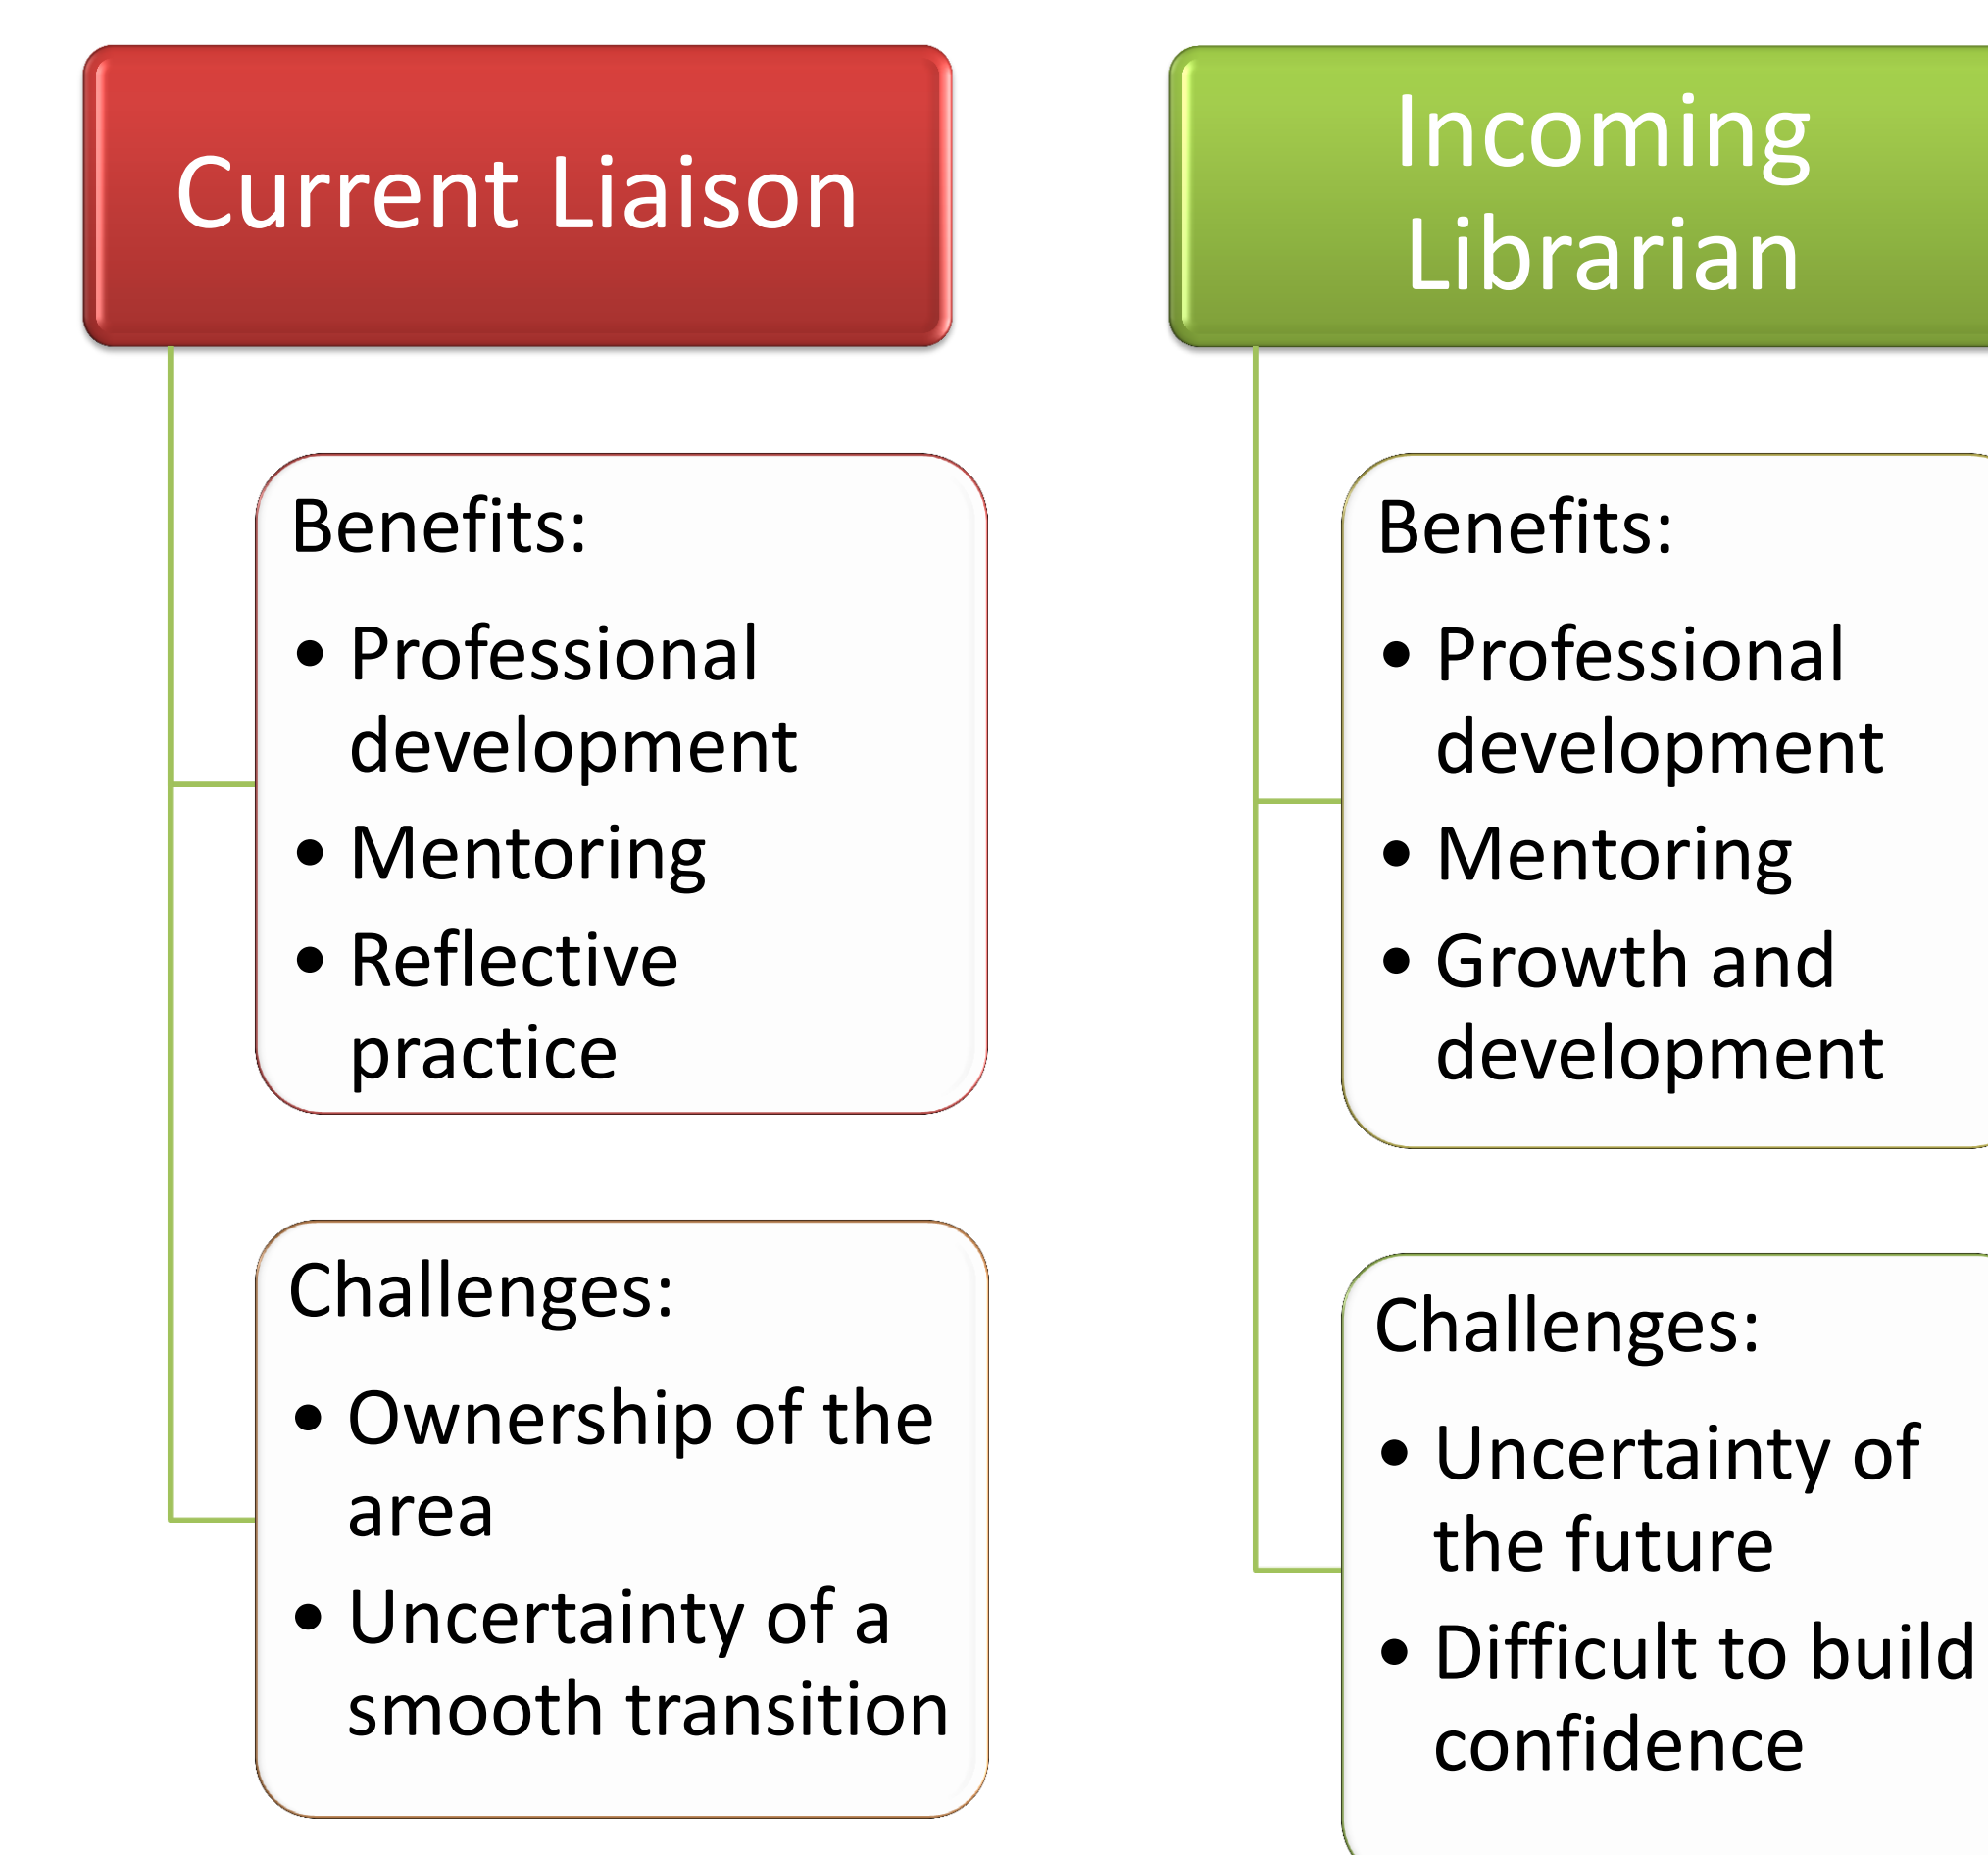 Current Liaison
Benefits:
• Professional
development
• Mentoring
• Reflective
practice
Challenges:
• Ownership of the
area
• Uncertainty of a
smooth transition
Incoming
Librarian
Benefits:
• Professional
development
• Mentoring
• Growth and
development
Challenges:
• Uncertainty of
the future
• Difficult to build
confidence